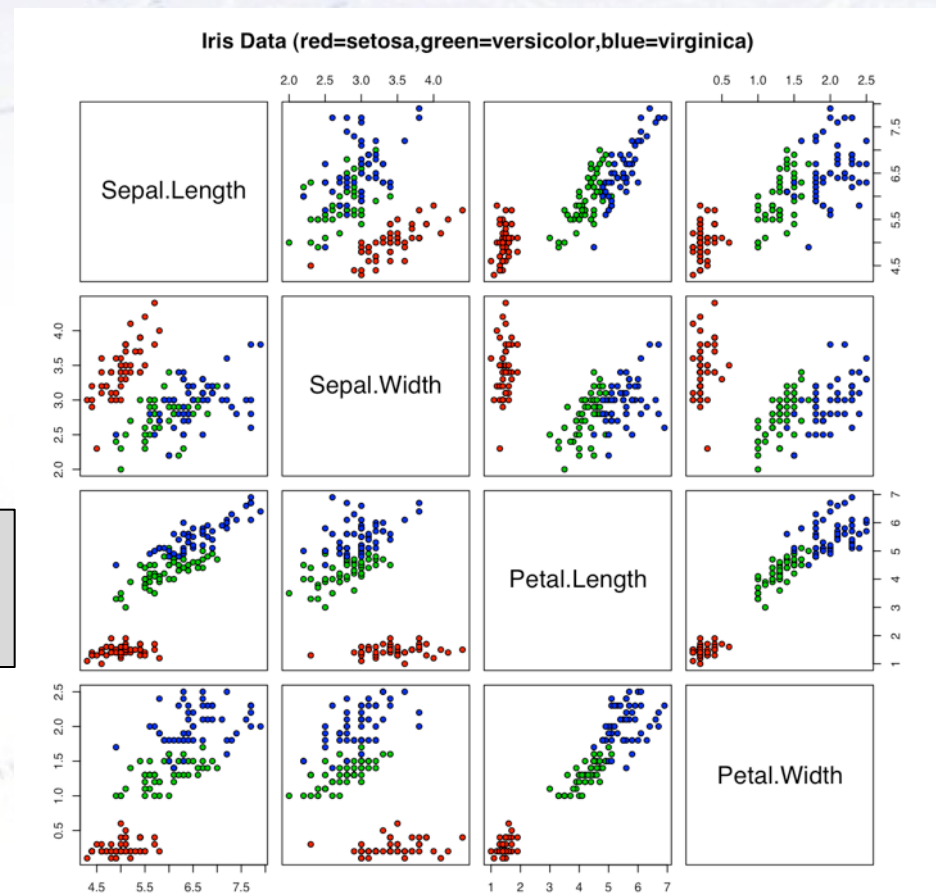 Iris Data (red=setosa,green=versicolor,blue=virginica)
2.0 2.5 3.0 3.5 4.0
0.5 1.0 1.5 2.0 2.5
Sepal.Length
4.5 5.5 6.5 7.5
2.0 2.5 3.0 3.5 4.0
Sepal.Width
Petal.Length
1 2 3 4 5 6 7
0.5 1.0 1.5 2.0 2.5
Petal.Width
4.5 5.5 6.5 7.5
1 2 3 4 5 6 7